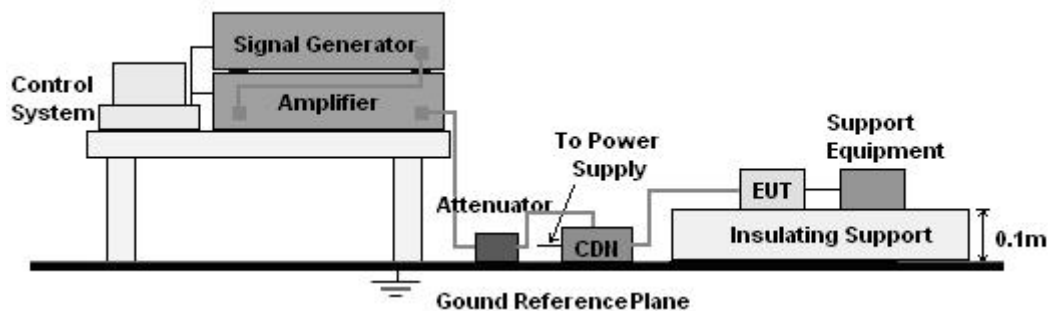 Signal Generator
Control
System
Amplifier
To Power
Supply
Support
Equipment
Attenuator
EUT
CDN
Insulating Support
0.1m
Gound Reference Plane